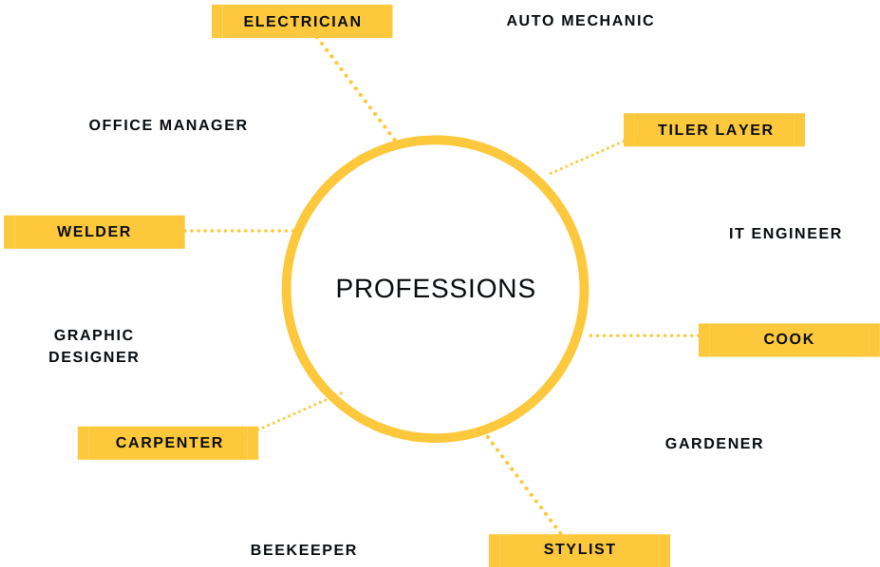 ELECTRICIAN
AUTO MECHANIC
OFFICE MANAGER
TILER LAYER
WELDER
IT ENGINEER
PROFESSIONS
GRAPHIC
DESIGNER
COOK
CARPENTER
GARDENER
BEEKEEPER
STYLIST